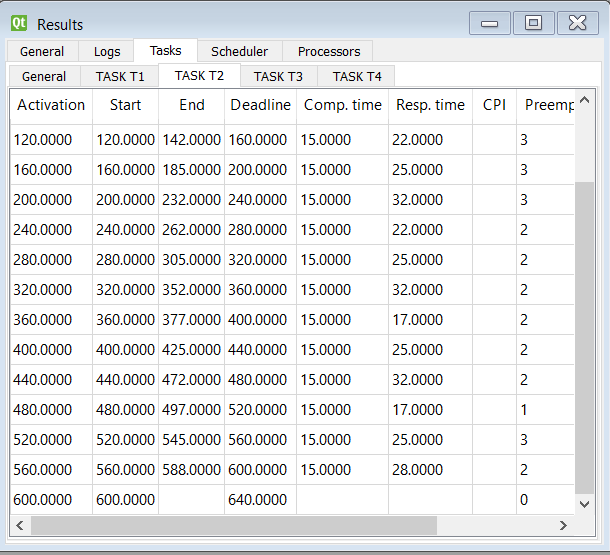 Qt Results
General Logs Tasks Scheduler Processors
General TASK T1 TASK T2 TASK T3 TASK T4
Activation Start End Deadline Comp. time Resp. time CPI Preemp
120.0000 120.0000 142.0000 160.0000 15.0000 22.0000 3
160.0000 160.0000 185.0000 200.0000 15.0000 25.0000 3
200.0000 200.0000 232.0000 240.0000 15.0000 32.0000 3
240.0000 240.0000 262.0000 280.0000 15.0000 22.0000 2
280.0000 280.0000 305.0000 320.0000 15.0000 25.0000 2
320.0000 320.0000 352.0000 360.0000 15.0000 32.0000 2
360.0000 360.0000 377.0000 400.0000 15.0000 17.0000 2
400.0000 400.0000 425.0000 440.0000 15.0000 25.0000 2
440.0000 440.0000 472.0000 480.0000 15.0000 32.0000 2
480.0000 480.0000 497.0000 520.0000 15.0000 17.0000 1
520.0000 520.0000 545.0000 560.0000 15.0000 25.0000 3
560.0000 560.0000 588.0000 600.0000 15.0000 28.0000 2
600.0000 600.0000 640.0000 0